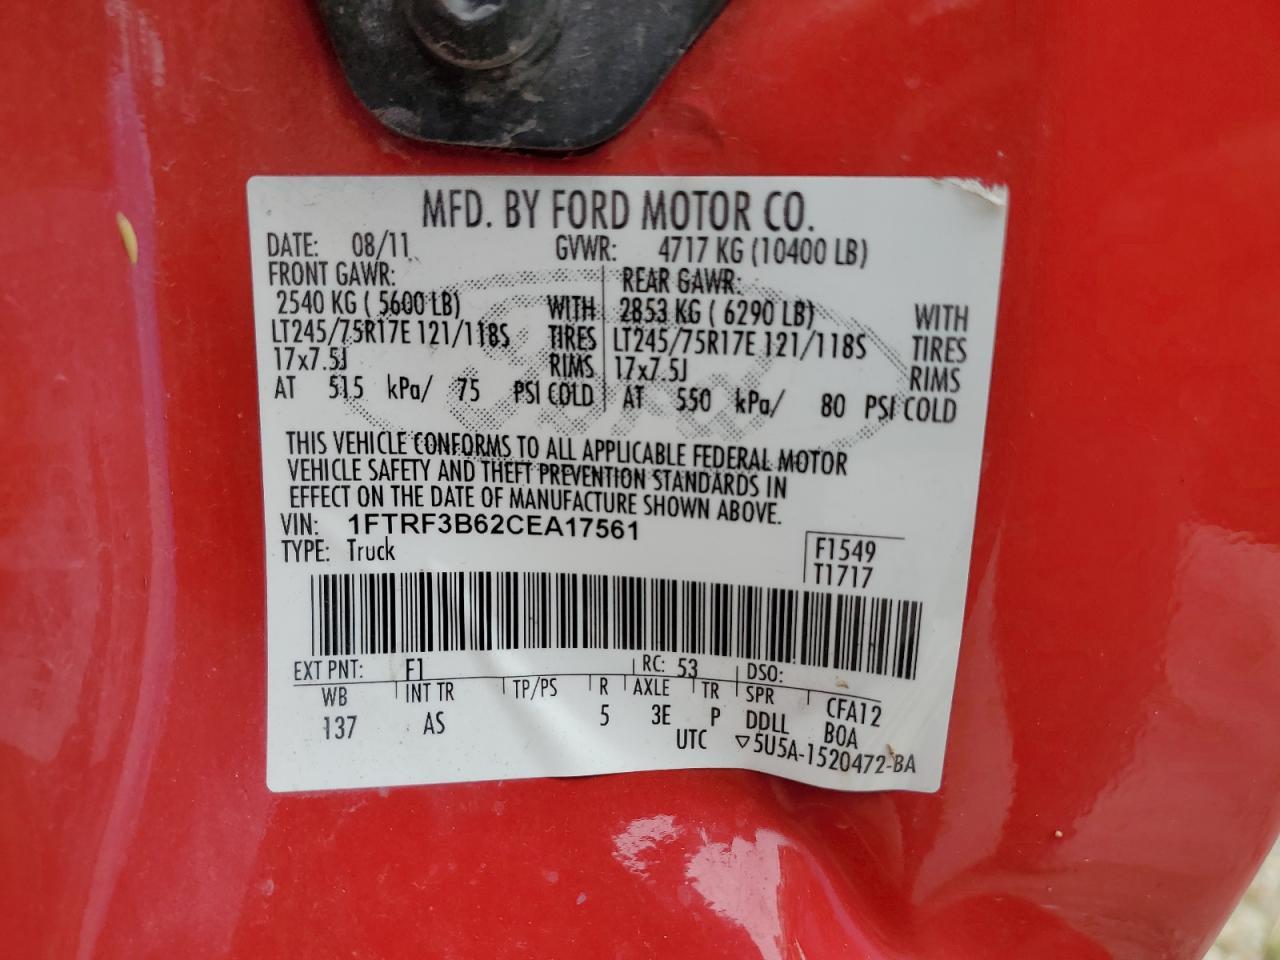 MFD. BY FORD MOTOR CO.
DATE: 08/11 GVWR: 4717 KG (10400 LB)
FRONT GAWR: REAR GAWR:
2540 KG ( 5600 LB) WITH 2853 KG ( 6290 LB) WITH
LT245/75R17E 121/118S TIRES LT245/75R17E 121/118S TIRES
17x7.5J RIMS 17x7.5J RIMS
AT 515 kPa/ 75 PSI COLD AT 550 kPa/ 80 PSI COLD
THIS VEHICLE CONFORMS TO ALL APPLICABLE FEDERAL MOTOR
VEHICLE SAFETY AND THEFT PREVENTION STANDARDS IN
EFFECT ON THE DATE OF MANUFACTURE SHOWN ABOVE.
VIN: 1FTRF3B62CEA17561
TYPE: Truck
F1549
T1717
EXT PNT: F1 RC: 53 DSO:
WB INT TR TP/PS R AXLE TR SPR CFA12
137 AS 5 3E P DDLL BOA
UTC ▽5U5A-1520472-BA